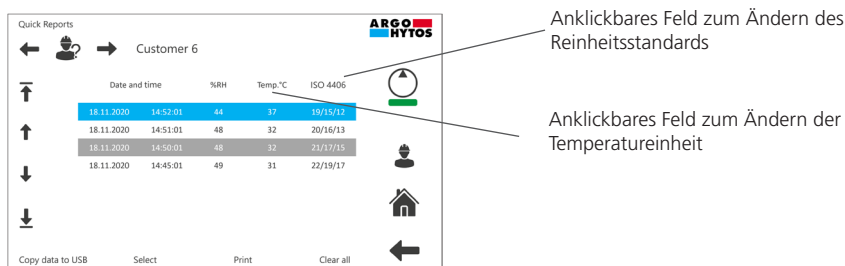 Quick Reports
ARGO
HYTOS
?
Customer 6
Date and time %RH Temp.°C ISO 4406
18.11.2020 14:52:01 44 37 19/15/12
18.11.2020 14:51:01 48 32 20/16/13
18.11.2020 14:50:01 48 32 21/17/15
18.11.2020 14:45:01 49 31 22/19/17
Copy data to USB Select Print Clear all
Anklickbares Feld zum Ändern des
Reinheitsstandards
Anklickbares Feld zum Ändern der
Temperatureinheit